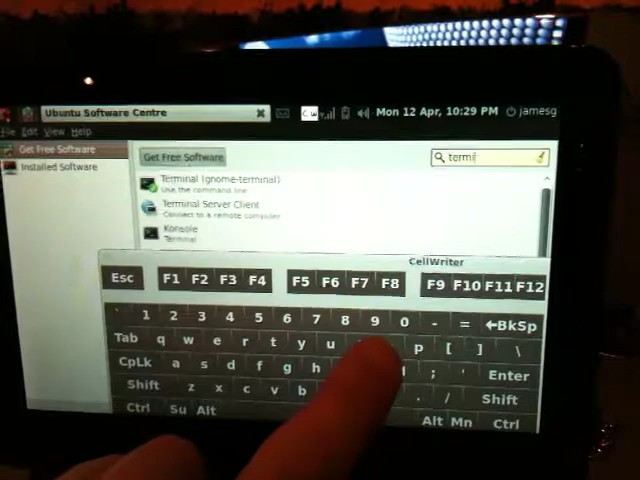 Ubuntu Software Centre
CW
Mon 12 Apr, 10:29 PM
jamesg
File Edit View Help
Get Free Software
Installed Software
Get Free Software
termi
Terminal (gnome-terminal)
Use the command line
Terminal Server Client
Connect to a remote computer
Konsole
Terminal
CellWriter
Esc F1 F2 F3 F4 F5 F6 F7 F8 F9 F10 F11 F12
` 1 2 3 4 5 6 7 8 9 0 - = ←BkSp
Tab q w e r t y u p [ ] \
CpLk a s d f g h ; ' Enter
Shift z x c v b . / Shift
Ctrl Su Alt Alt Mn Ctrl